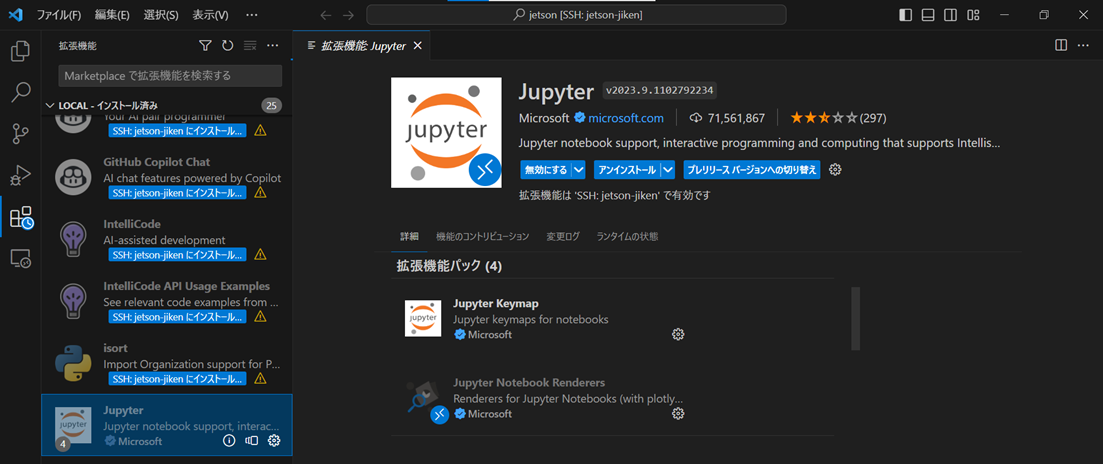 ファイル(F) 編集(E) 選択(S) 表示(V) ···
jetson [SSH: jetson-jiken]
拡張機能
Marketplace で拡張機能を検索する
LOCAL - インストール済み 25
Your AI pair programmer
SSH: jetson-jiken にインストール...
GitHub Copilot Chat
AI chat features powered by Copilot
SSH: jetson-jiken にインストール...
IntelliCode
AI-assisted development
SSH: jetson-jiken にインストール...
IntelliCode API Usage Examples
See relevant code examples from ...
SSH: jetson-jiken にインストール...
isort
Import Organization support for P...
SSH: jetson-jiken にインストール...
Jupyter
Jupyter notebook support, interac...
Microsoft
4
jupyter
拡張機能: Jupyter
jupyter
Jupyter v2023.9.1102792234
Microsoft microsoft.com 71,561,867 (297)
Jupyter notebook support, interactive programming and computing that supports Intellis...
無効にする アンインストール プレリリース バージョンへの切り替え
拡張機能は 'SSH: jetson-jiken' で有効です
詳細 機能のコントリビューション 変更ログ ランタイムの状態
拡張機能パック (4)
jupyter
Jupyter Keymap
Jupyter keymaps for notebooks
Microsoft
Jupyter Notebook Renderers
Renderers for Jupyter Notebooks (with plotly...
Microsoft